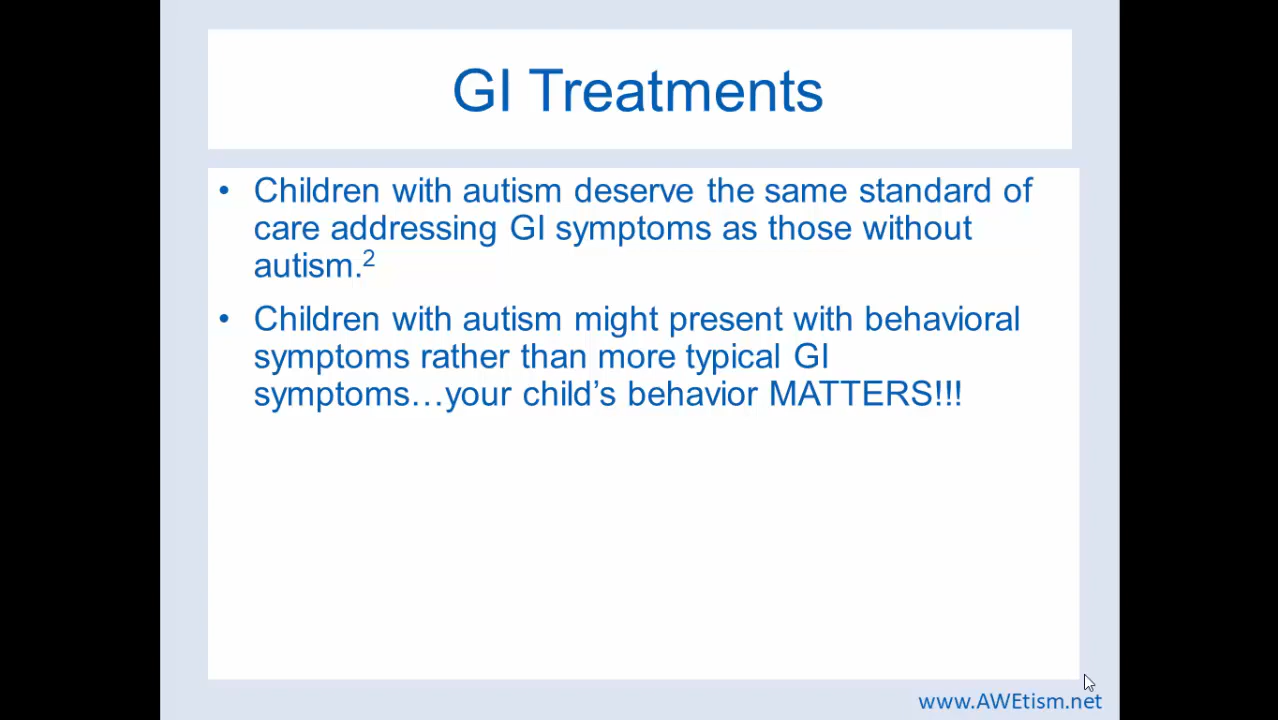 GI Treatments
• Children with autism deserve the same standard of
care addressing GI symptoms as those without
autism.²
• Children with autism might present with behavioral
symptoms rather than more typical GI
symptoms…your child’s behavior MATTERS!!!
www.AWEtism.net